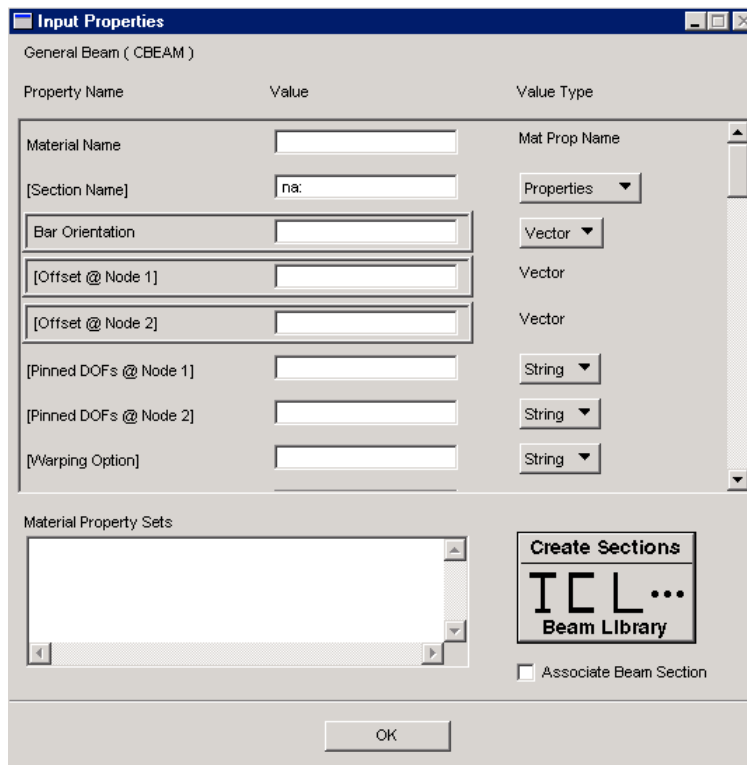 Input Properties
General Beam ( CBEAM )
Property Name Value Value Type
Material Name Mat Prop Name
[Section Name] na: Properties
Bar Orientation Vector
[Offset @ Node 1] Vector
[Offset @ Node 2] Vector
[Pinned DOFs @ Node 1] String
[Pinned DOFs @ Node 2] String
[Warping Option] String
Material Property Sets
Create Sections
Beam Library
Associate Beam Section
OK